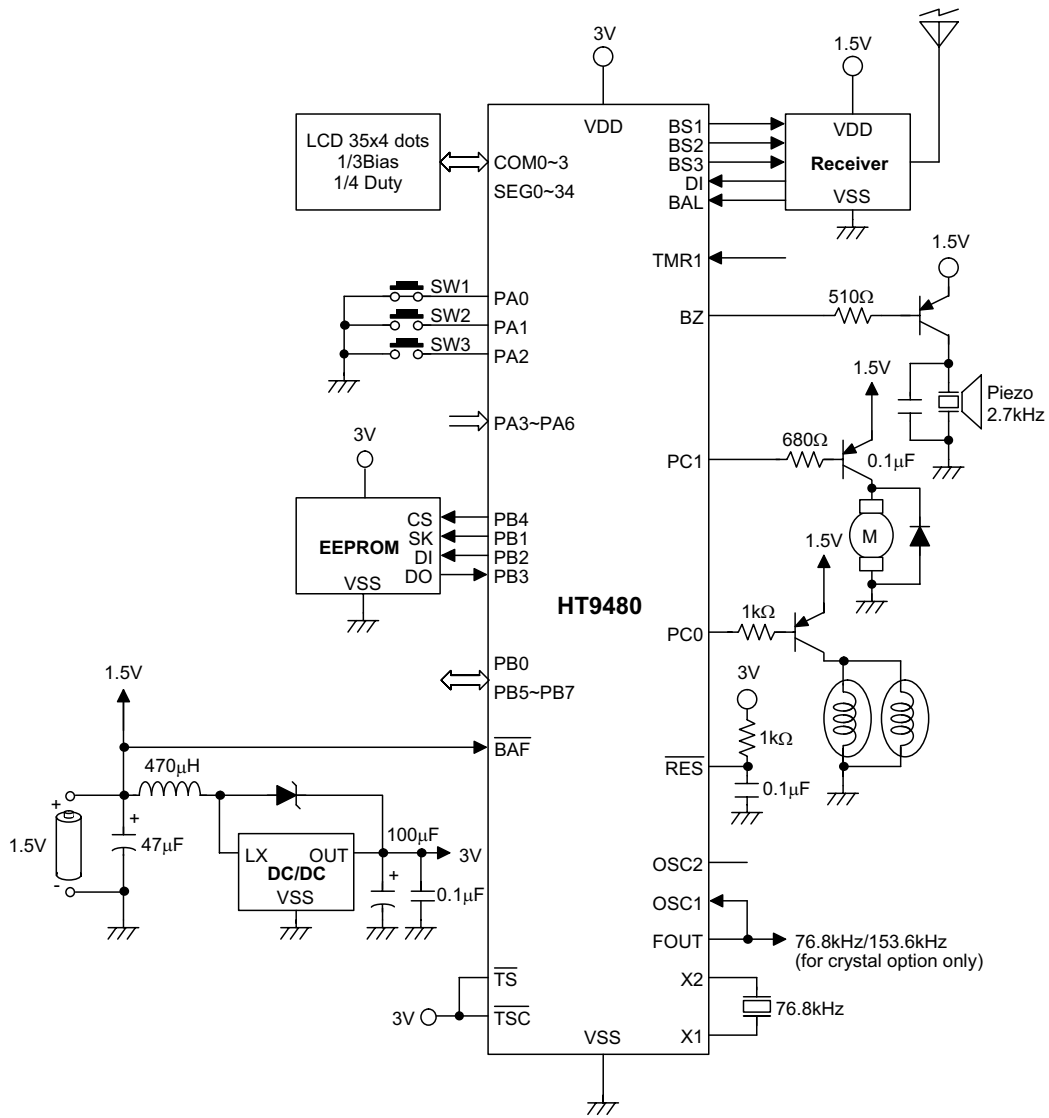 3V
1.5V
LCD 35x4 dots
1/3Bias
1/4 Duty
VDD
COM0~3
SEG0~34
BS1
BS2
BS3
DI
BAL
VDD
Receiver
VSS
TMR1
1.5V
SW1
PA0
SW2
PA1
SW3
PA2
BZ
510Ω
Piezo
2.7kHz
1.5V
PA3~PA6
3V
PC1
680Ω
0.1μF
M
EEPROM
CS
SK
DI
DO
VSS
PB4
PB1
PB2
PB3
HT9480
1.5V
PC0
1kΩ
PB0
PB5~PB7
3V
1kΩ
RES
0.1μF
1.5V
BAF
470μH
+
1.5V
-
+
47μF
LX
OUT
DC/DC
VSS
100μF
3V
+
0.1μF
OSC2
OSC1
FOUT
76.8kHz/153.6kHz
(for crystal option only)
TS
3V
TSC
X2
76.8kHz
X1
VSS